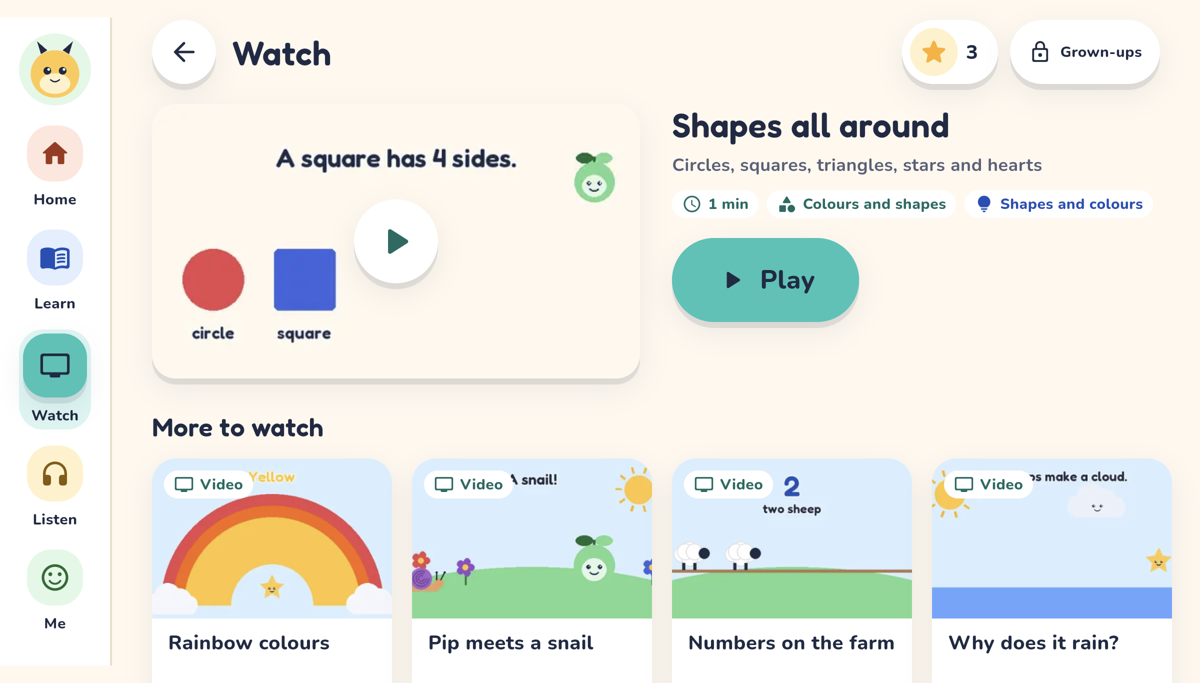 Watch
3
Grown-ups
Home
Learn
Watch
Listen
Me
A square has 4 sides.
circle
square
Shapes all around
Circles, squares, triangles, stars and hearts
1 min
Colours and shapes
Shapes and colours
Play
More to watch
Video
Yellow
Rainbow colours
Video
snail!
Pip meets a snail
Video
2
two sheep
Numbers on the farm
Video
make a cloud.
Why does it rain?